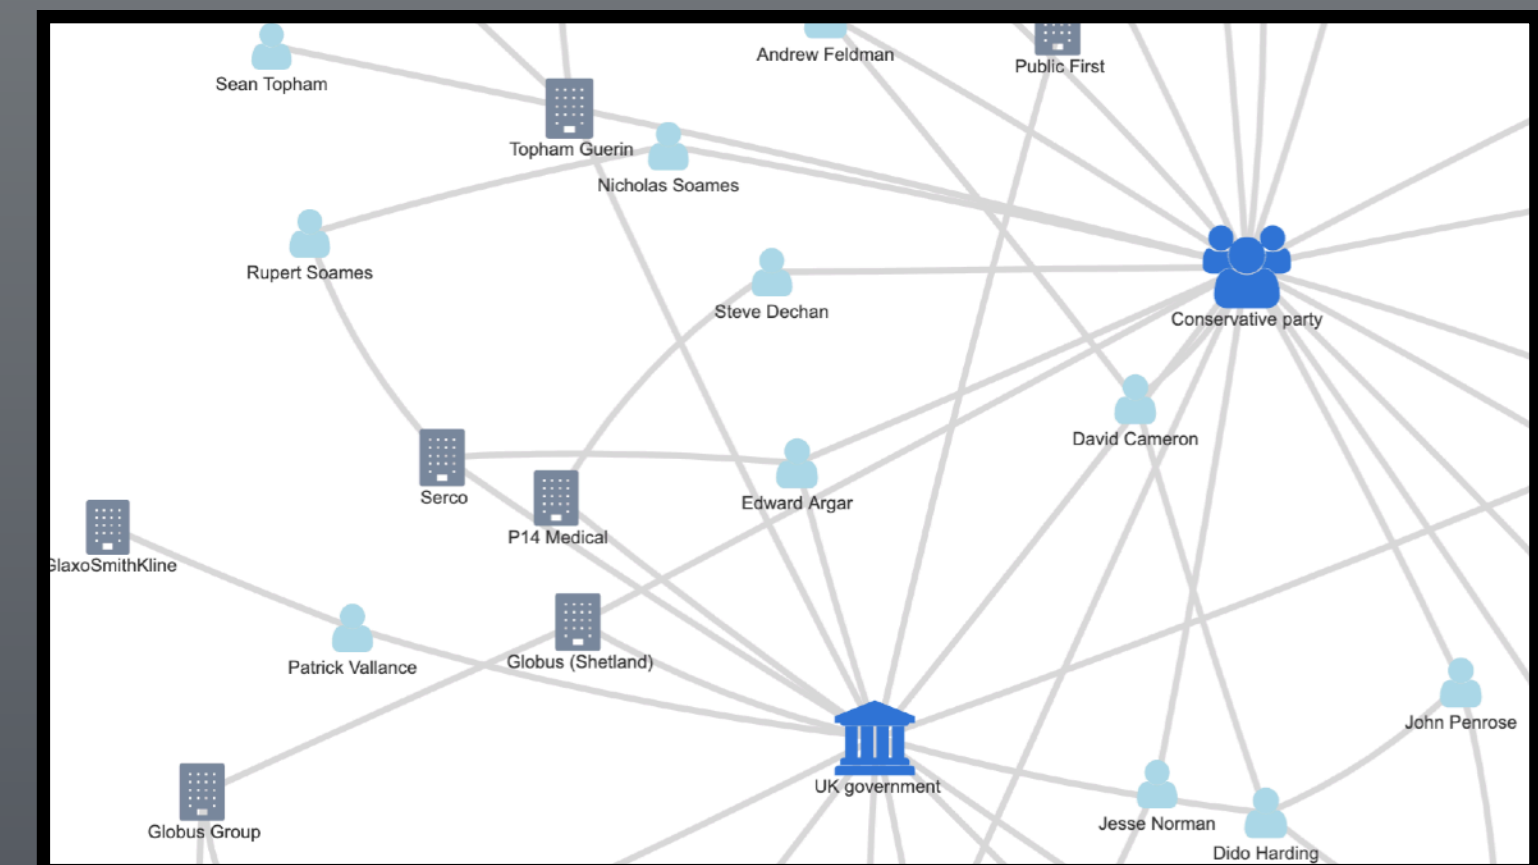 Andrew Feldman
Public First
Sean Topham
Topham Guerin
Nicholas Soames
Rupert Soames
Steve Dechan
Conservative party
David Cameron
Serco
Edward Argar
P14 Medical
GlaxoSmithKline
Patrick Vallance
Globus (Shetland)
John Penrose
UK government
Jesse Norman
Globus Group
Dido Harding